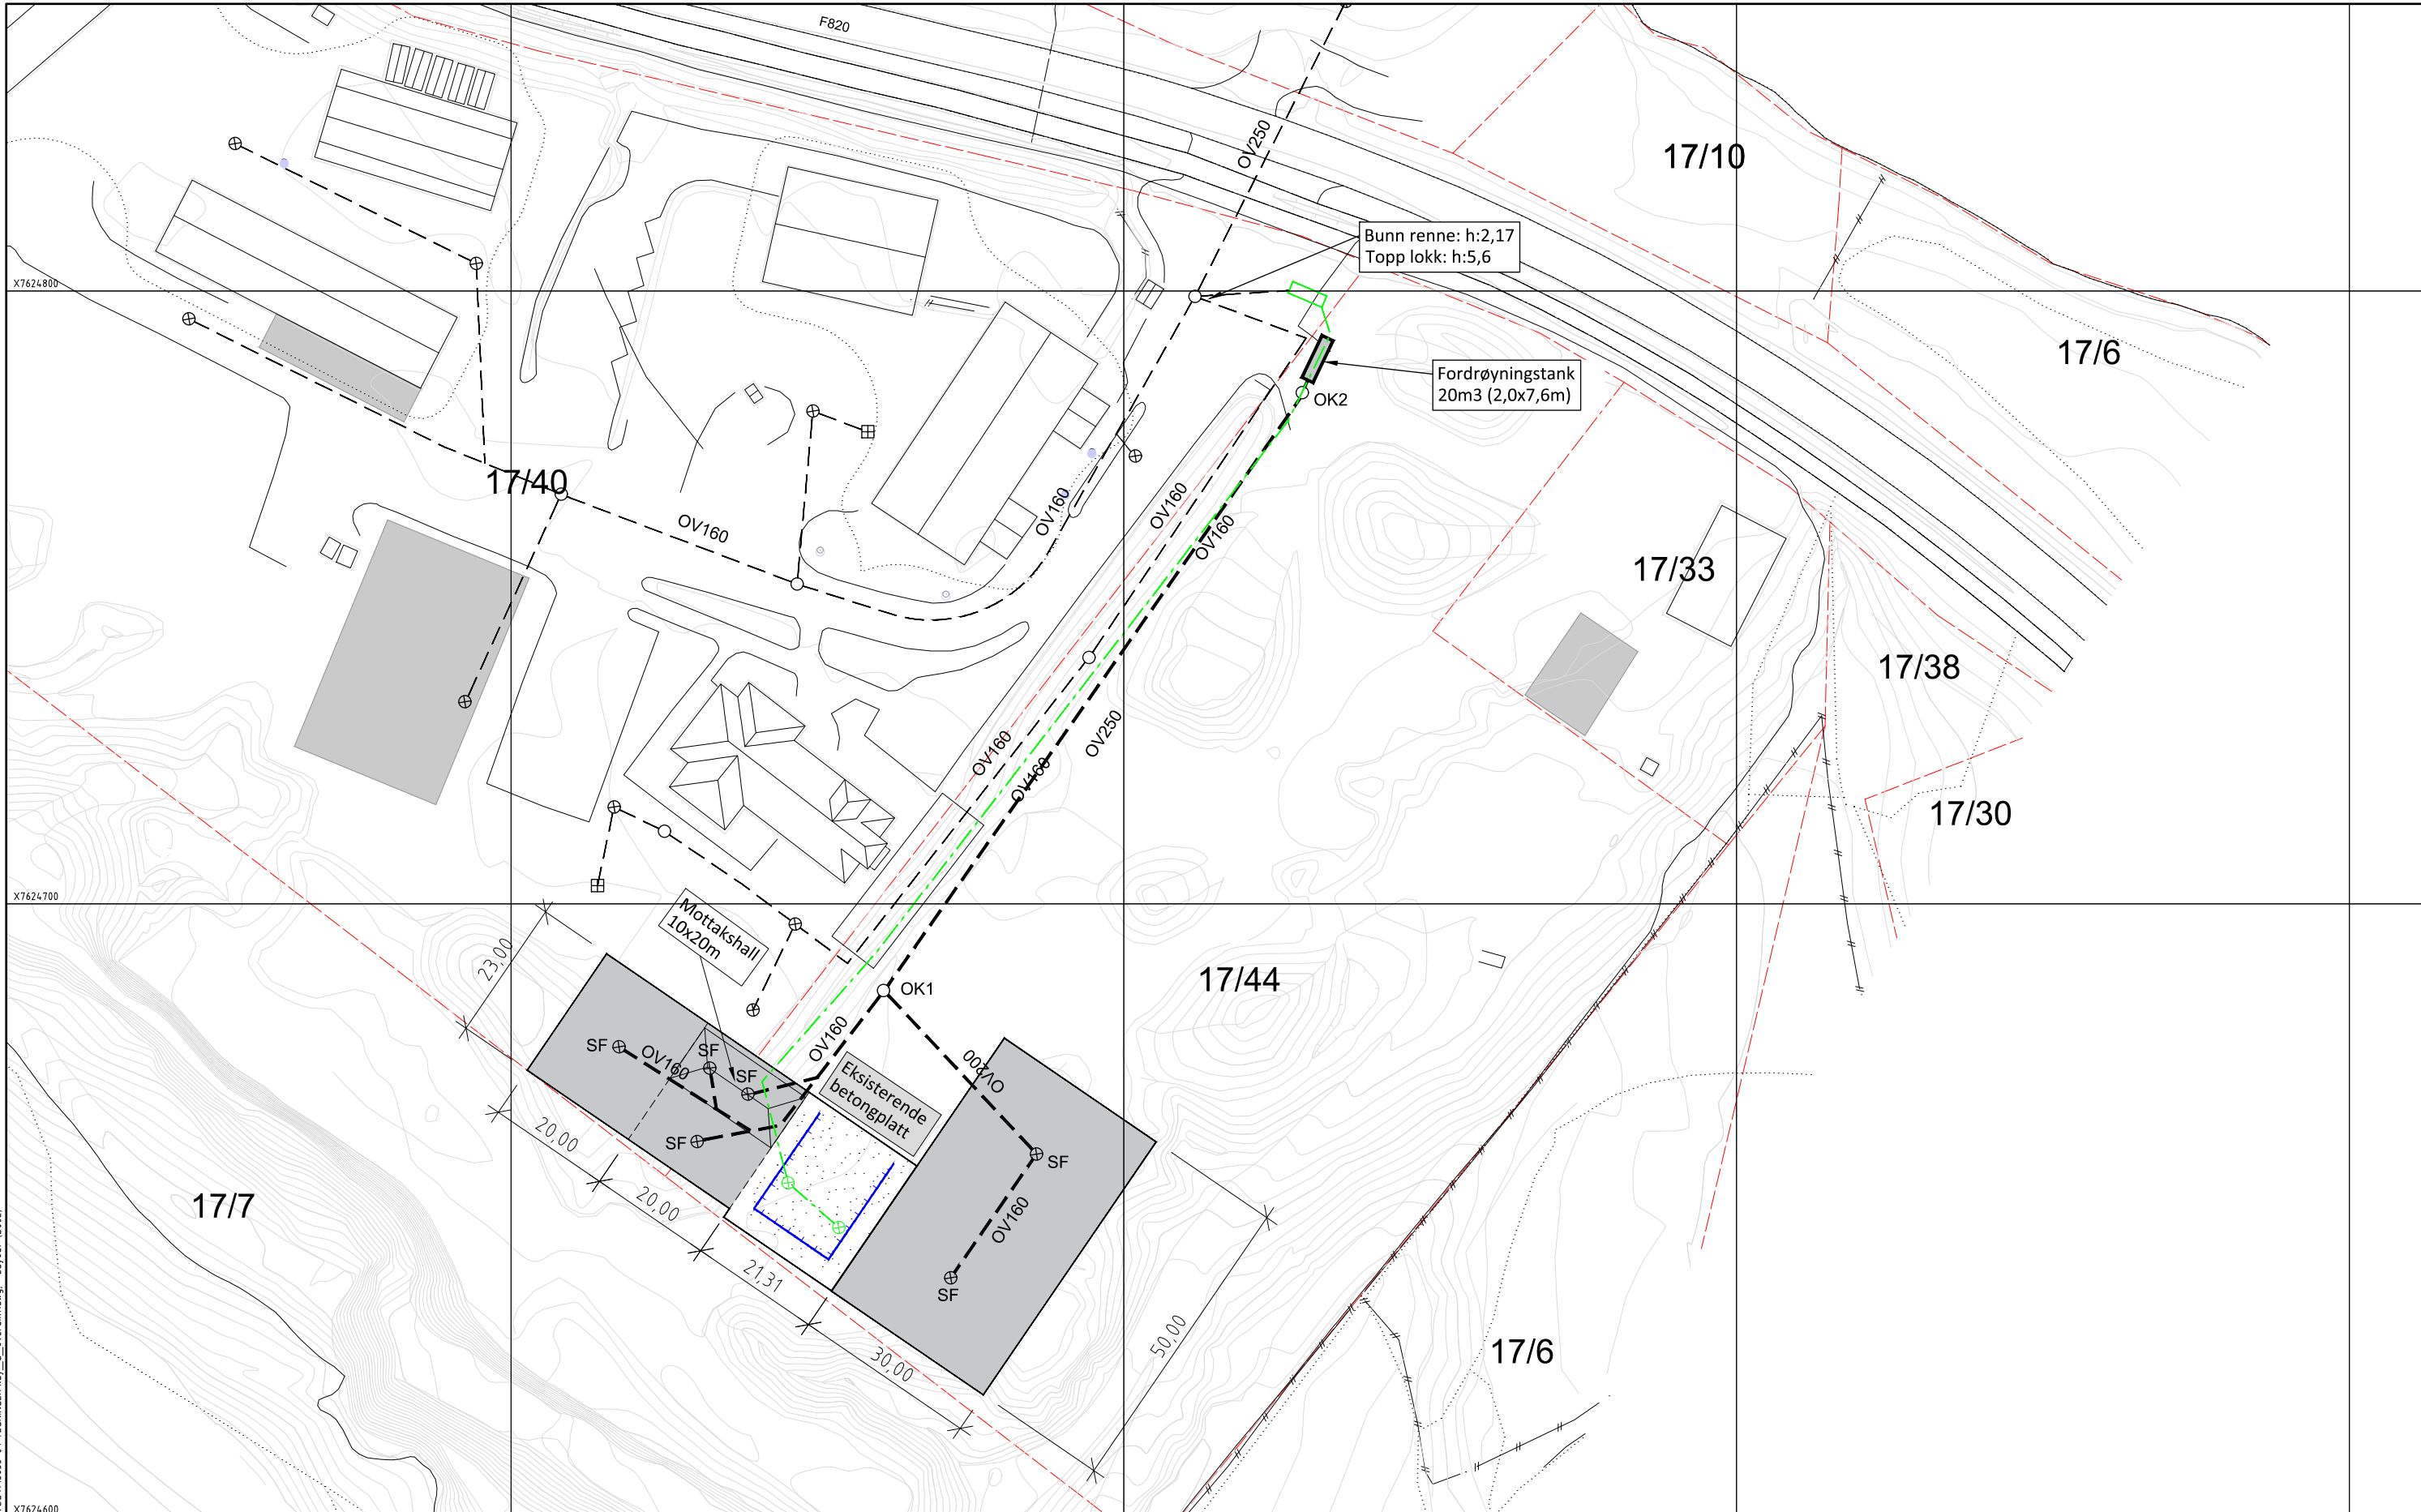 F820
OV250
17/10
Bunn renne: h:2,17
Topp lokk: h:5,6
X7624800
17/6
Fordrøyningstank
20m3 (2,0x7,6m)
OK2
17/40
OV160
OV160
OV160
OV160
17/33
17/38
OV250
OV160
OV160
17/30
X7624700
Mottakshall
10x20m
23,00
17/44
OK1
OV160
SF
OV160
SF
SF
OV200
Eksisterende
betongplatt
SF
SF
20,00
17/7
20,00
OV160
SF
21,31
50,00
30,00
17/6
X7624600